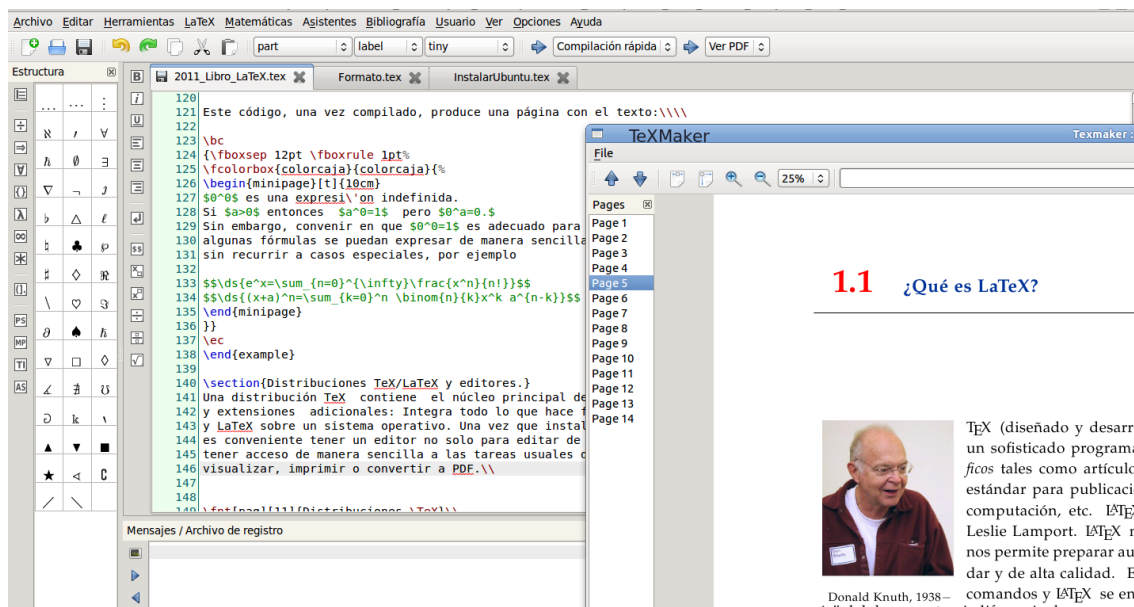 Archivo Editar Herramientas LaTeX Matemáticas Asistentes Bibliografía Usuario Ver Opciones Ayuda
part label tiny Compilación rápida Ver PDF
Estructura
2011_Libro_LaTeX.tex Formato.tex InstalarUbuntu.tex
120
121 Este código, una vez compilado, produce una página con el texto:\\\\
122
123 \bc
124 {\fboxsep 12pt \fboxrule 1pt%
125 \fcolorbox{colorcaja}{colorcaja}{%
126 \begin{minipage}[t]{10cm}
127 $0^0$ es una expresi\'on indefinida.
128 Si $a>0$ entonces $a^0=1$ pero $0^a=0.$
129 Sin embargo, convenir en que $0^0=1$ es adecuado para
130 algunas fórmulas se puedan expresar de manera sencilla
131 sin recurrir a casos especiales, por ejemplo
132
133 $$\ds{e^x=\sum_{n=0}^{\infty}\frac{x^n}{n!}}$$
134 $$\ds{(x+a)^n=\sum_{k=0}^n \binom{n}{k}x^k a^{n-k}}$$
135 \end{minipage}
136 }}
137 \ec
138 \end{example}
139
140 \section{Distribuciones TeX/LaTeX y editores.}
141 Una distribución TeX contiene el núcleo principal de
142 y extensiones adicionales: Integra todo lo que hace f
143 y LaTeX sobre un sistema operativo. Una vez que instal
144 es conveniente tener un editor no solo para editar de
145 tener acceso de manera sencilla a las tareas usuales
146 visualizar, imprimir o convertir a PDF.\\
147
148
149 \fnt[pag][11]{Distribuciones \TeX}\\
B
i
U
PS
MP
TI
AS
Mensajes / Archivo de registro
TeXMaker Texmaker :
File
25%
Pages
Page 1
Page 2
Page 3
Page 4
Page 5
Page 6
Page 7
Page 8
Page 9
Page 10
Page 11
Page 12
Page 13
Page 14
1.1 ¿Qué es LaTeX?
TEX (diseñado y desarr
un sofisticado programa
ficos tales como artículo
estándar para publicaci
computación, etc. LATEX
Leslie Lamport. LATEX
nos permite preparar au
dar y de alta calidad. E
comandos y LATEX se en
Donald Knuth, 1938–